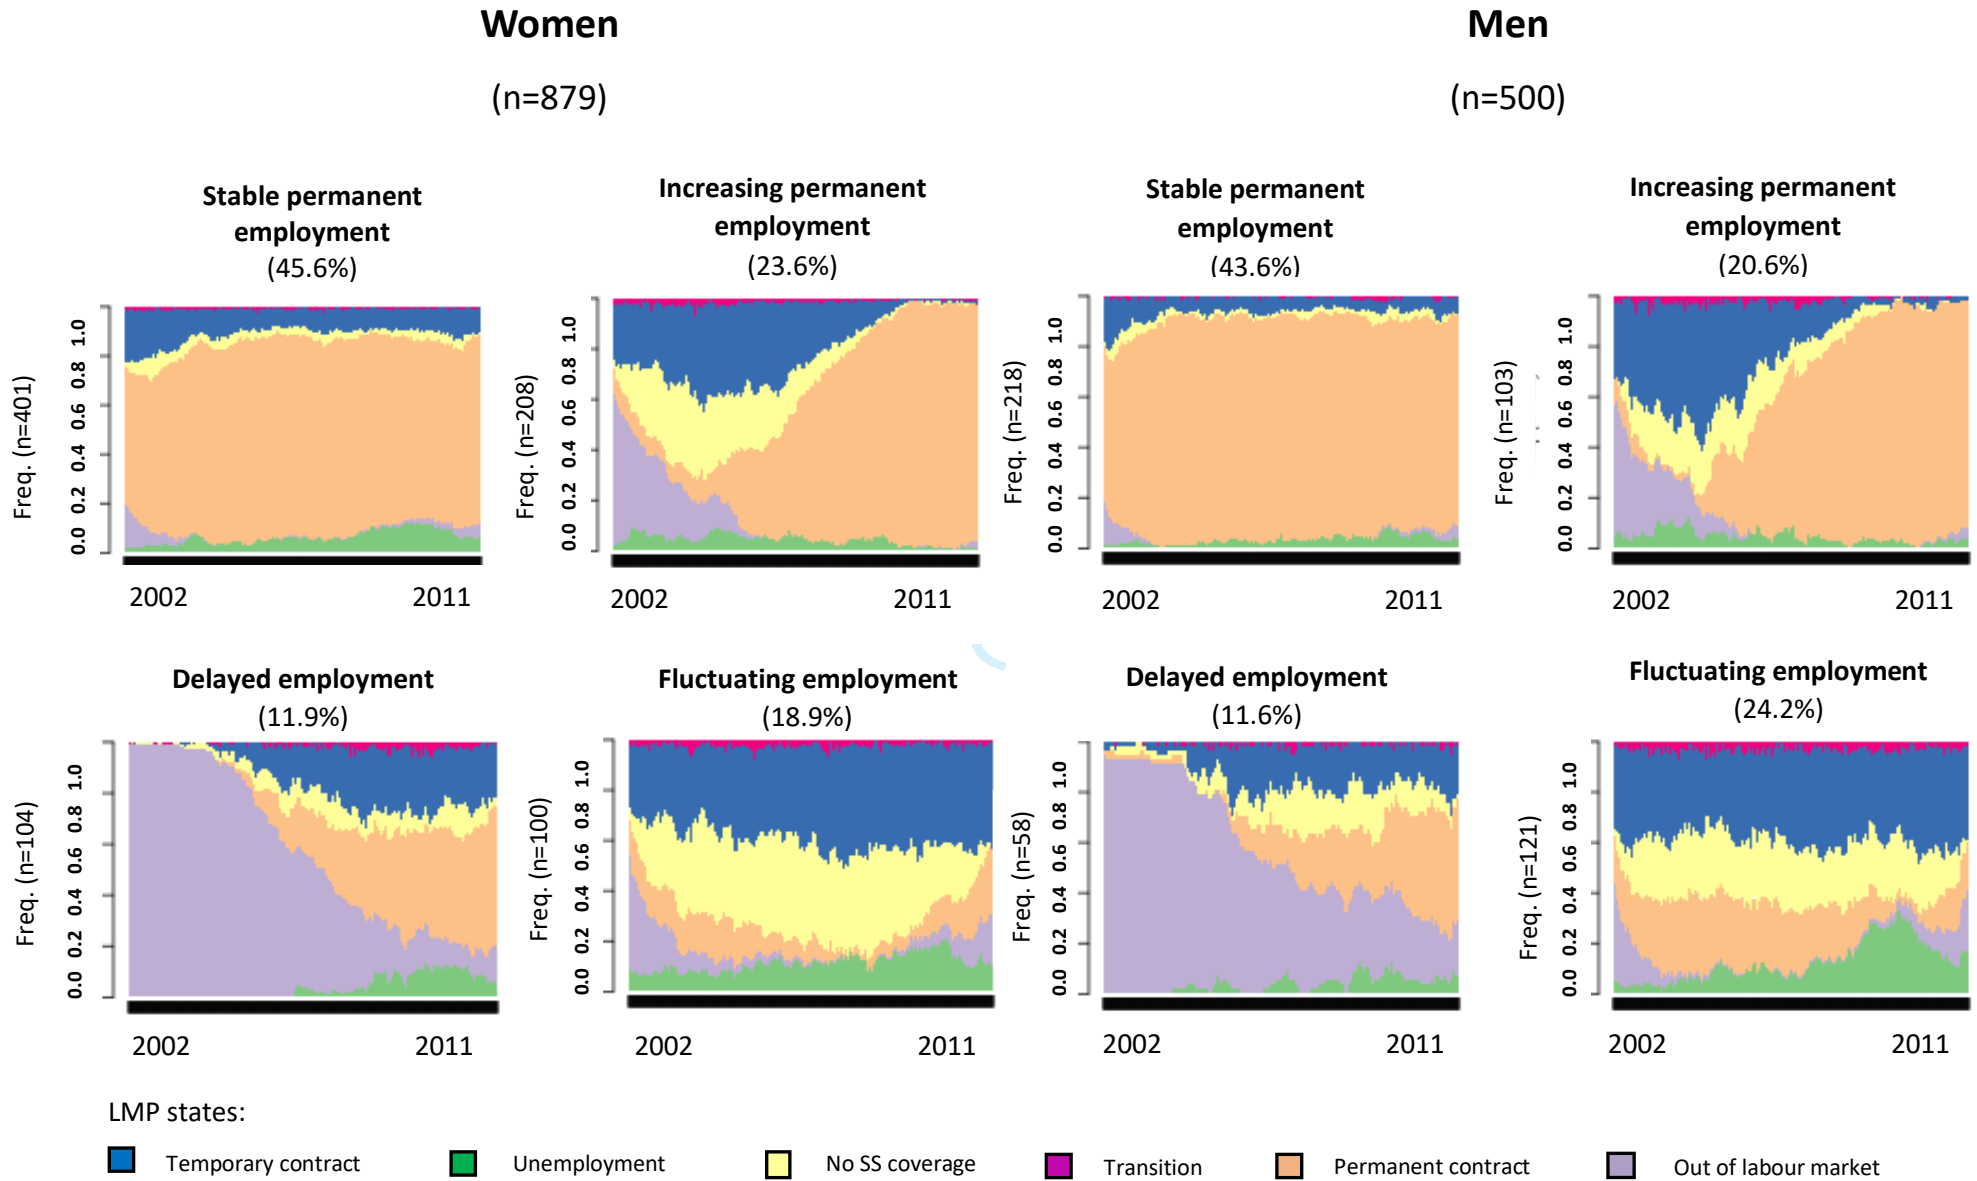 Women
(n=879)
Men
(n=500)
Stable permanent
employment
(45.6%)
Freq. (n=401)
0.0 0.2 0.4 0.6 0.8 1.0
2002 2011
Increasing permanent
employment
(23.6%)
Freq. (n=208)
0.0 0.2 0.4 0.6 0.8 1.0
2002 2011
Stable permanent
employment
(43.6%)
Freq. (n=218)
0.0 0.2 0.4 0.6 0.8 1.0
2002 2011
Increasing permanent
employment
(20.6%)
Freq. (n=103)
0.0 0.2 0.4 0.6 0.8 1.0
2002 2011
Delayed employment
(11.9%)
Freq. (n=104)
0.0 0.2 0.4 0.6 0.8 1.0
2002 2011
Fluctuating employment
(18.9%)
Freq. (n=100)
0.0 0.2 0.4 0.6 0.8 1.0
2002 2011
Delayed employment
(11.6%)
Freq. (n=58)
0.0 0.2 0.4 0.6 0.8 1.0
2002 2011
Fluctuating employment
(24.2%)
Freq. (n=121)
0.0 0.2 0.4 0.6 0.8 1.0
2002 2011
LMP states:
Temporary contract Unemployment No SS coverage Transition Permanent contract Out of labour market